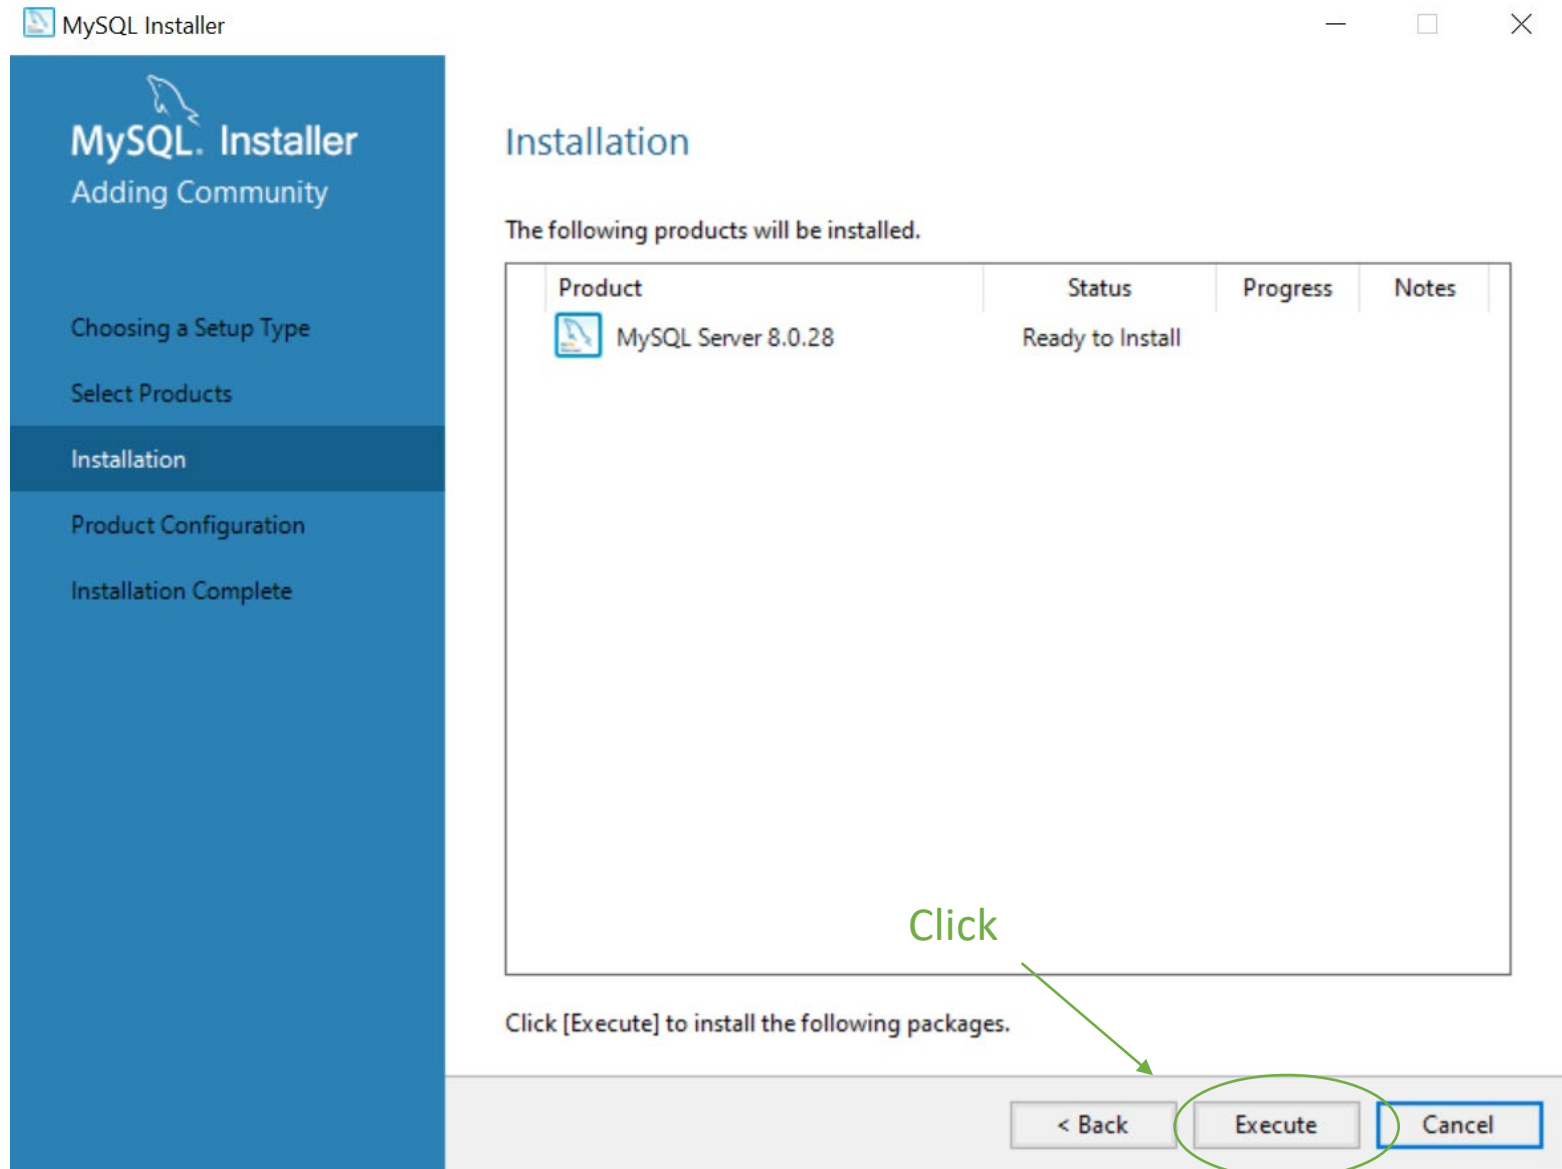 MySQL Installer
MySQL. Installer
Adding Community
Choosing a Setup Type
Select Products
Installation
Product Configuration
Installation Complete
Installation
The following products will be installed.
Product Status Progress Notes
MySQL Server 8.0.28 Ready to Install
Click
Click [Execute] to install the following packages.
< Back Execute Cancel